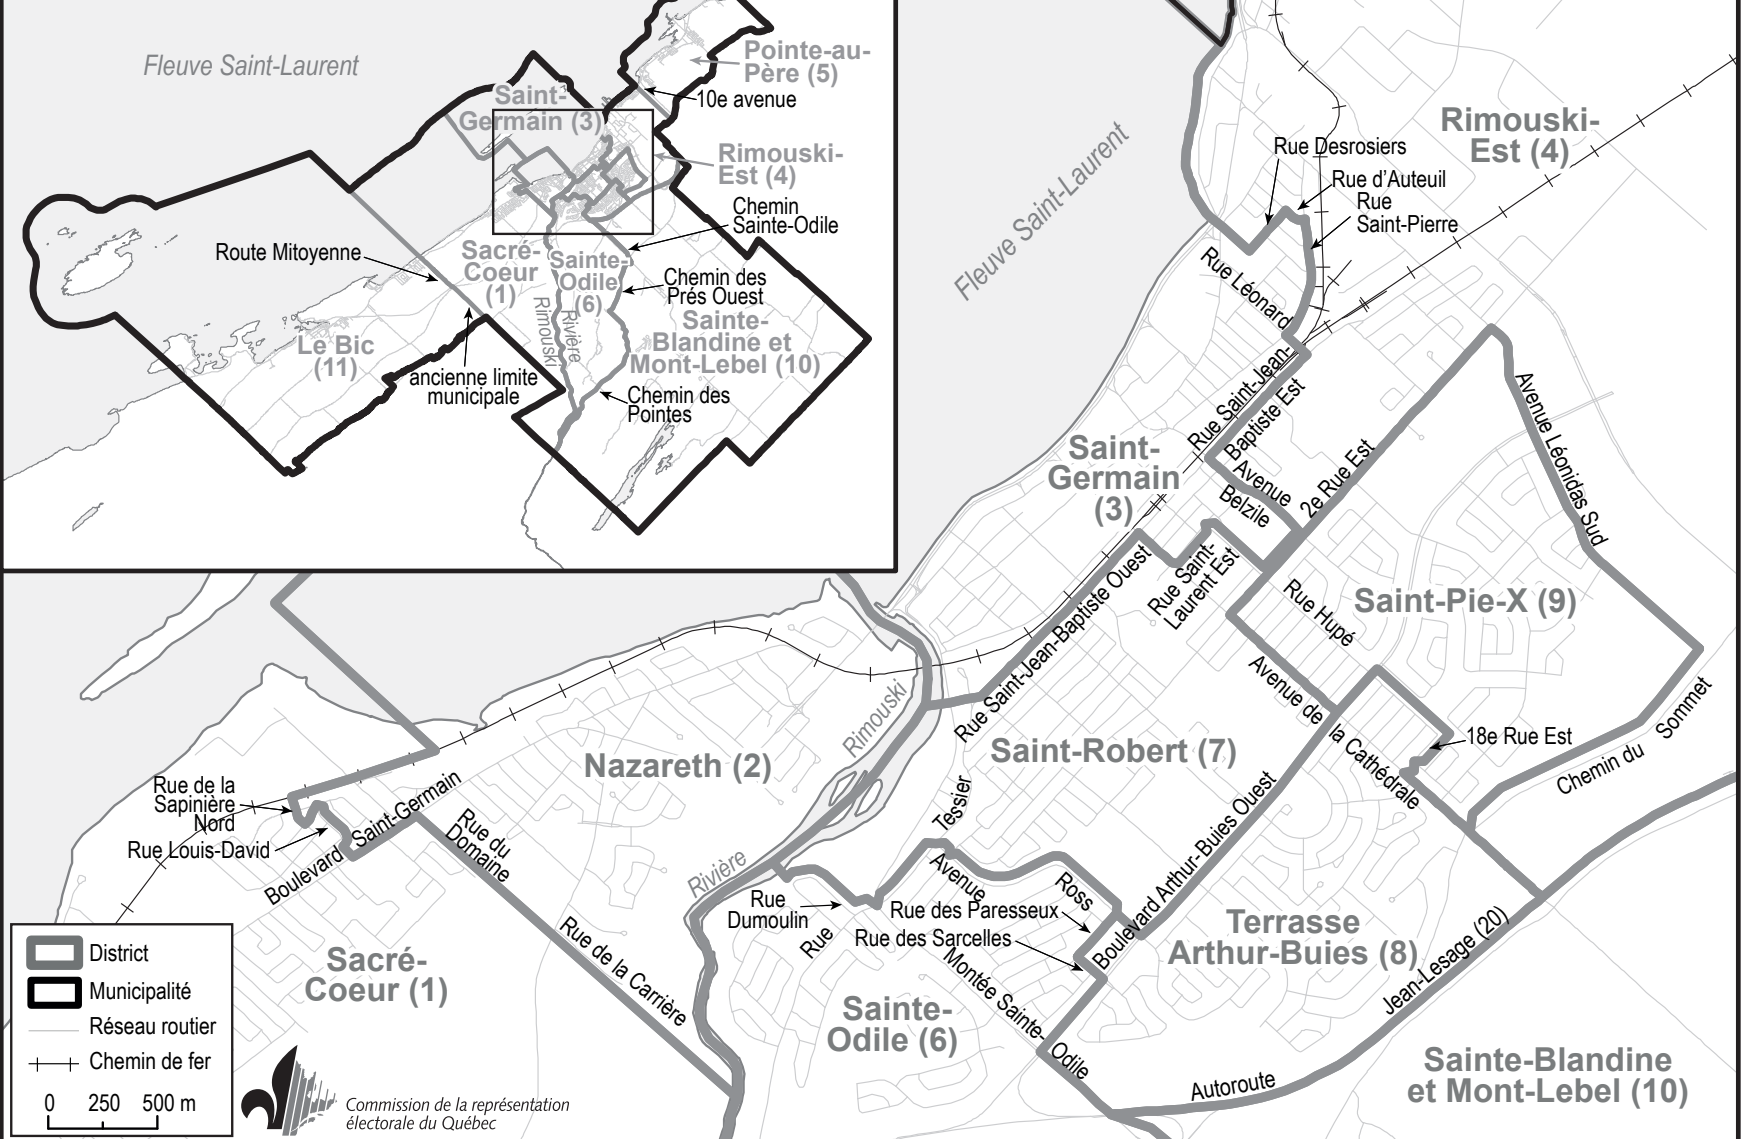 Fleuve Saint-Laurent
Saint-
Germain (3)
Pointe-au-
Père (5)
10e avenue
Rimouski-
Est (4)
Chemin
Sainte-Odile
Route Mitoyenne
Sacré-
Coeur
(1)
Sainte-
Odile
(6)
Chemin des
Prés Ouest
Rivière
Rimouski
Sainte-
Blandine et
Mont-Lebel (10)
Le Bic
(11)
ancienne limite
municipale
Chemin des
Pointes
Fleuve Saint-Laurent
Rimouski-
Est (4)
Rue Desrosiers
Rue d'Auteuil
Rue
Saint-Pierre
Rue Léonard
Rue Saint-Jean-
Baptiste Est
Avenue
Belzile
2e Rue Est
Avenue Léonidas Sud
Saint-
Germain
(3)
Rue Saint-
Laurent Est
Rue Saint-Jean-Baptiste Ouest
Rue Hupé
Saint-Pie-X (9)
Avenue de
la Cathédrale
18e Rue Est
Chemin du
Sommet
Rivière
Rimouski
Nazareth (2)
Saint-Robert (7)
Rue de la
Sapinière
Nord
Rue Louis-David
Boulevard
Saint-Germain
Rue du
Domaine
Rue de la Carrière
Rue
Tessier
Avenue
Ross
Rue
Dumoulin
Rue des Paresseux
Rue des Sarcelles
Boulevard Arthur-Buies Ouest
Terrasse
Arthur-Buies (8)
Montée Sainte-
Odile
Sacré-
Coeur (1)
Sainte-
Odile (6)
Autoroute
Jean-Lesage (20)
Sainte-Blandine
et Mont-Lebel (10)
District
Municipalité
Réseau routier
Chemin de fer
0 250 500 m
Commission de la représentation
électorale du Québec